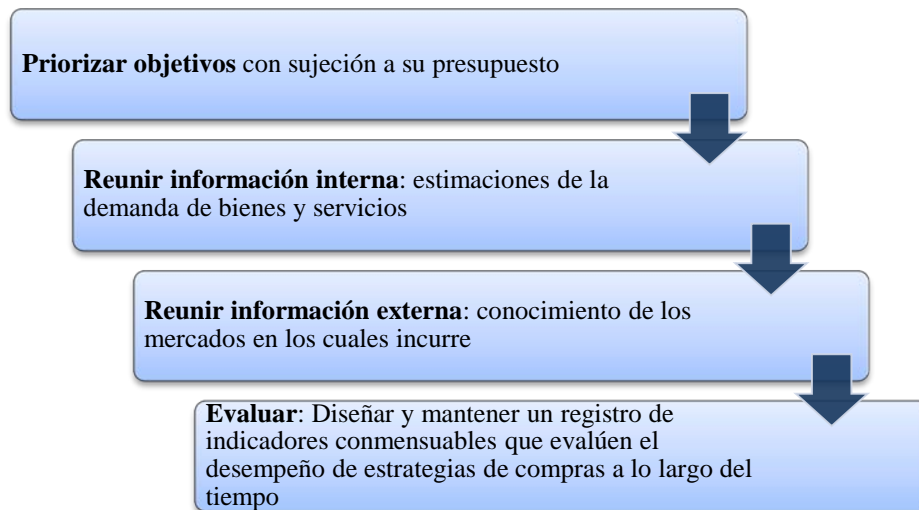 Priorizar objetivos con sujeción a su presupuesto
Reunir información interna: estimaciones de la
demanda de bienes y servicios
Reunir información externa: conocimiento de los
mercados en los cuales incurre
Evaluar: Diseñar y mantener un registro de
indicadores conmensuables que evalúen el
desempeño de estrategias de compras a lo largo del
tiempo